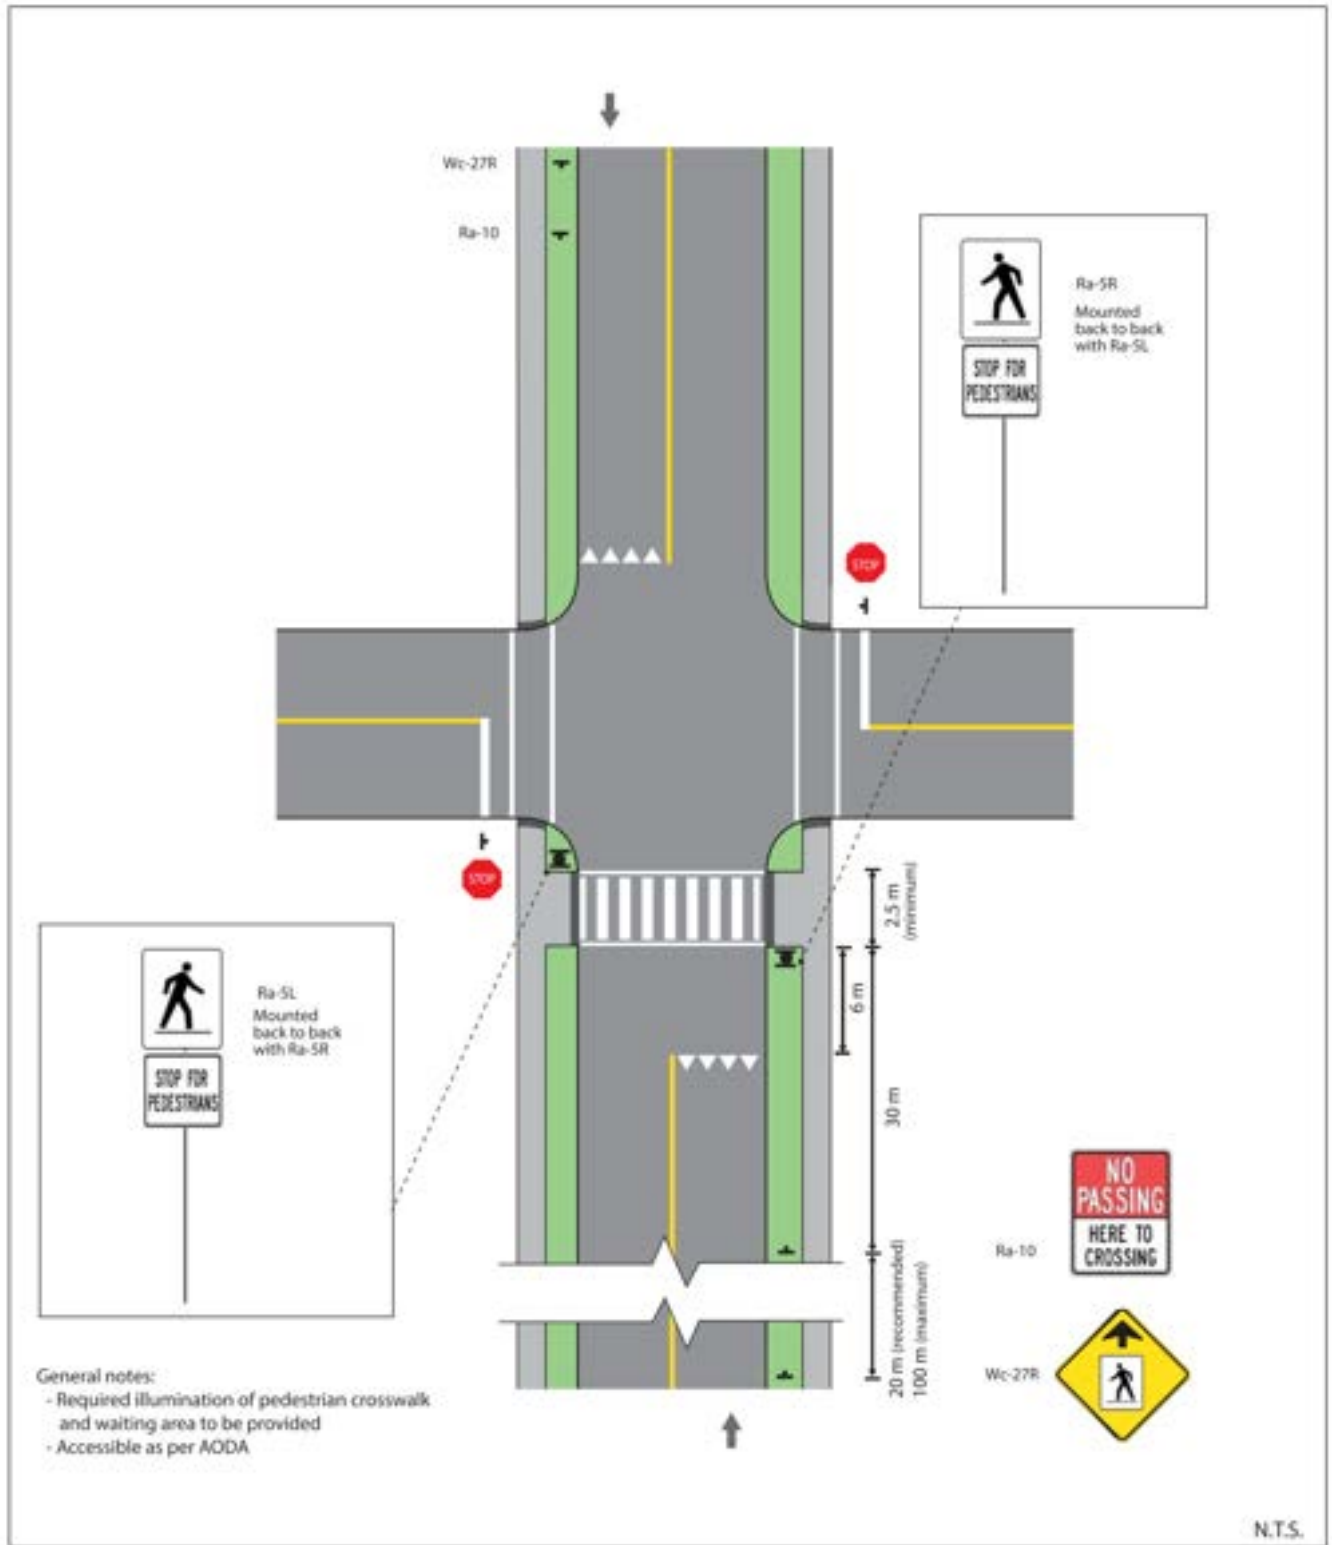 Wc-27R
Ra-10
Ra-5R
Mounted
back to back
with Ra-5L
STOP FOR
PEDESTRIANS
STOP
STOP
2.5 m
(minimum)
6 m
30 m
20 m (recommended)
100 m (maximum)
Ra-5L
Mounted
back to back
with Ra-5R
STOP FOR
PEDESTRIANS
NO
PASSING
HERE TO
CROSSING
Ra-10
Wc-27R
General notes:
- Required illumination of pedestrian crosswalk
and waiting area to be provided
- Accessible as per AODA
N.T.S.